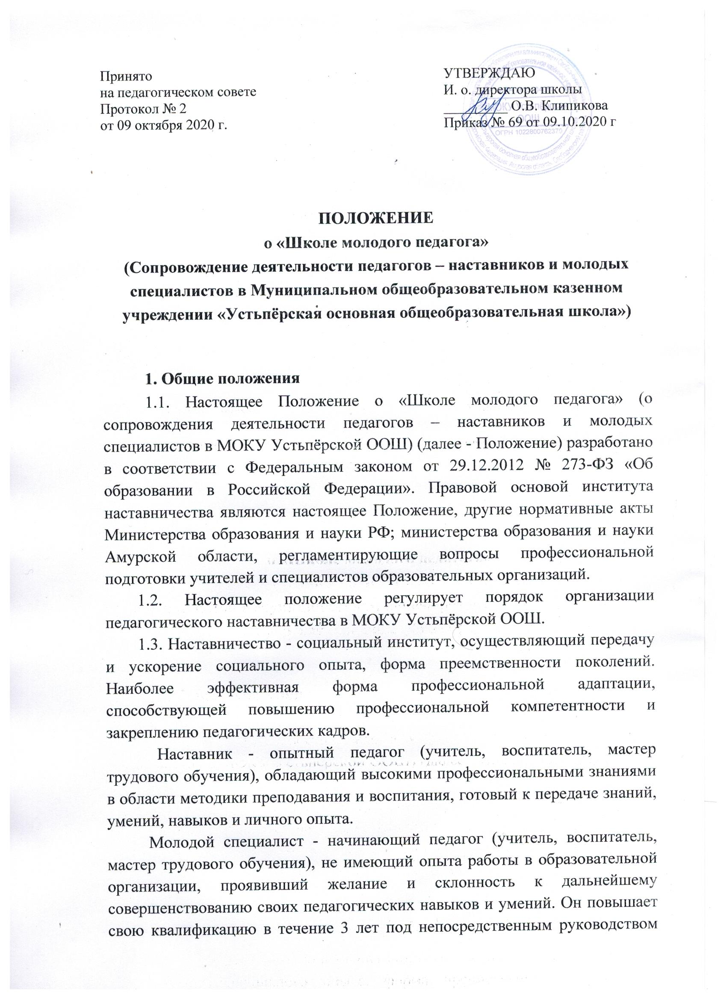 Принято
на педагогическом совете
Протокол № 2
от 09 октября 2020 г.
УТВЕРЖДАЮ
И. о. директора школы
О.В. Клипикова
Приказ № 69 от 09.10.2020 г
МОКУ Устьпёрская
ООШ
ОГРН 1022800762379
ПОЛОЖЕНИЕ
о «Школе молодого педагога»
(Сопровождение деятельности педагогов – наставников и молодых
специалистов в Муниципальном общеобразовательном казенном
учреждении «Устьпёрская основная общеобразовательная школа»)
1. Общие положения
1.1. Настоящее Положение о «Школе молодого педагога» (о
сопровождения деятельности педагогов – наставников и молодых
специалистов в МОКУ Устьпёрской ООШ) (далее - Положение) разработано
в соответствии с Федеральным законом от 29.12.2012 № 273-ФЗ «Об
образовании в Российской Федерации». Правовой основой института
наставничества являются настоящее Положение, другие нормативные акты
Министерства образования и науки РФ; министерства образования и науки
Амурской области, регламентирующие вопросы профессиональной
подготовки учителей и специалистов образовательных организаций.
1.2. Настоящее положение регулирует порядок организации
педагогического наставничества в МОКУ Устьпёрской ООШ.
1.3. Наставничество - социальный институт, осуществляющий передачу
и ускорение социального опыта, форма преемственности поколений.
Наиболее эффективная форма профессиональной адаптации,
способствующей повышению профессиональной компетентности и
закреплению педагогических кадров.
Наставник - опытный педагог (учитель, воспитатель, мастер
трудового обучения), обладающий высокими профессиональными знаниями
в области методики преподавания и воспитания, готовый к передаче знаний,
умений, навыков и личного опыта.
Молодой специалист - начинающий педагог (учитель, воспитатель,
мастер трудового обучения), не имеющий опыта работы в образовательной
организации, проявивший желание и склонность к дальнейшему
совершенствованию своих педагогических навыков и умений. Он повышает
свою квалификацию в течение 3 лет под непосредственным руководством